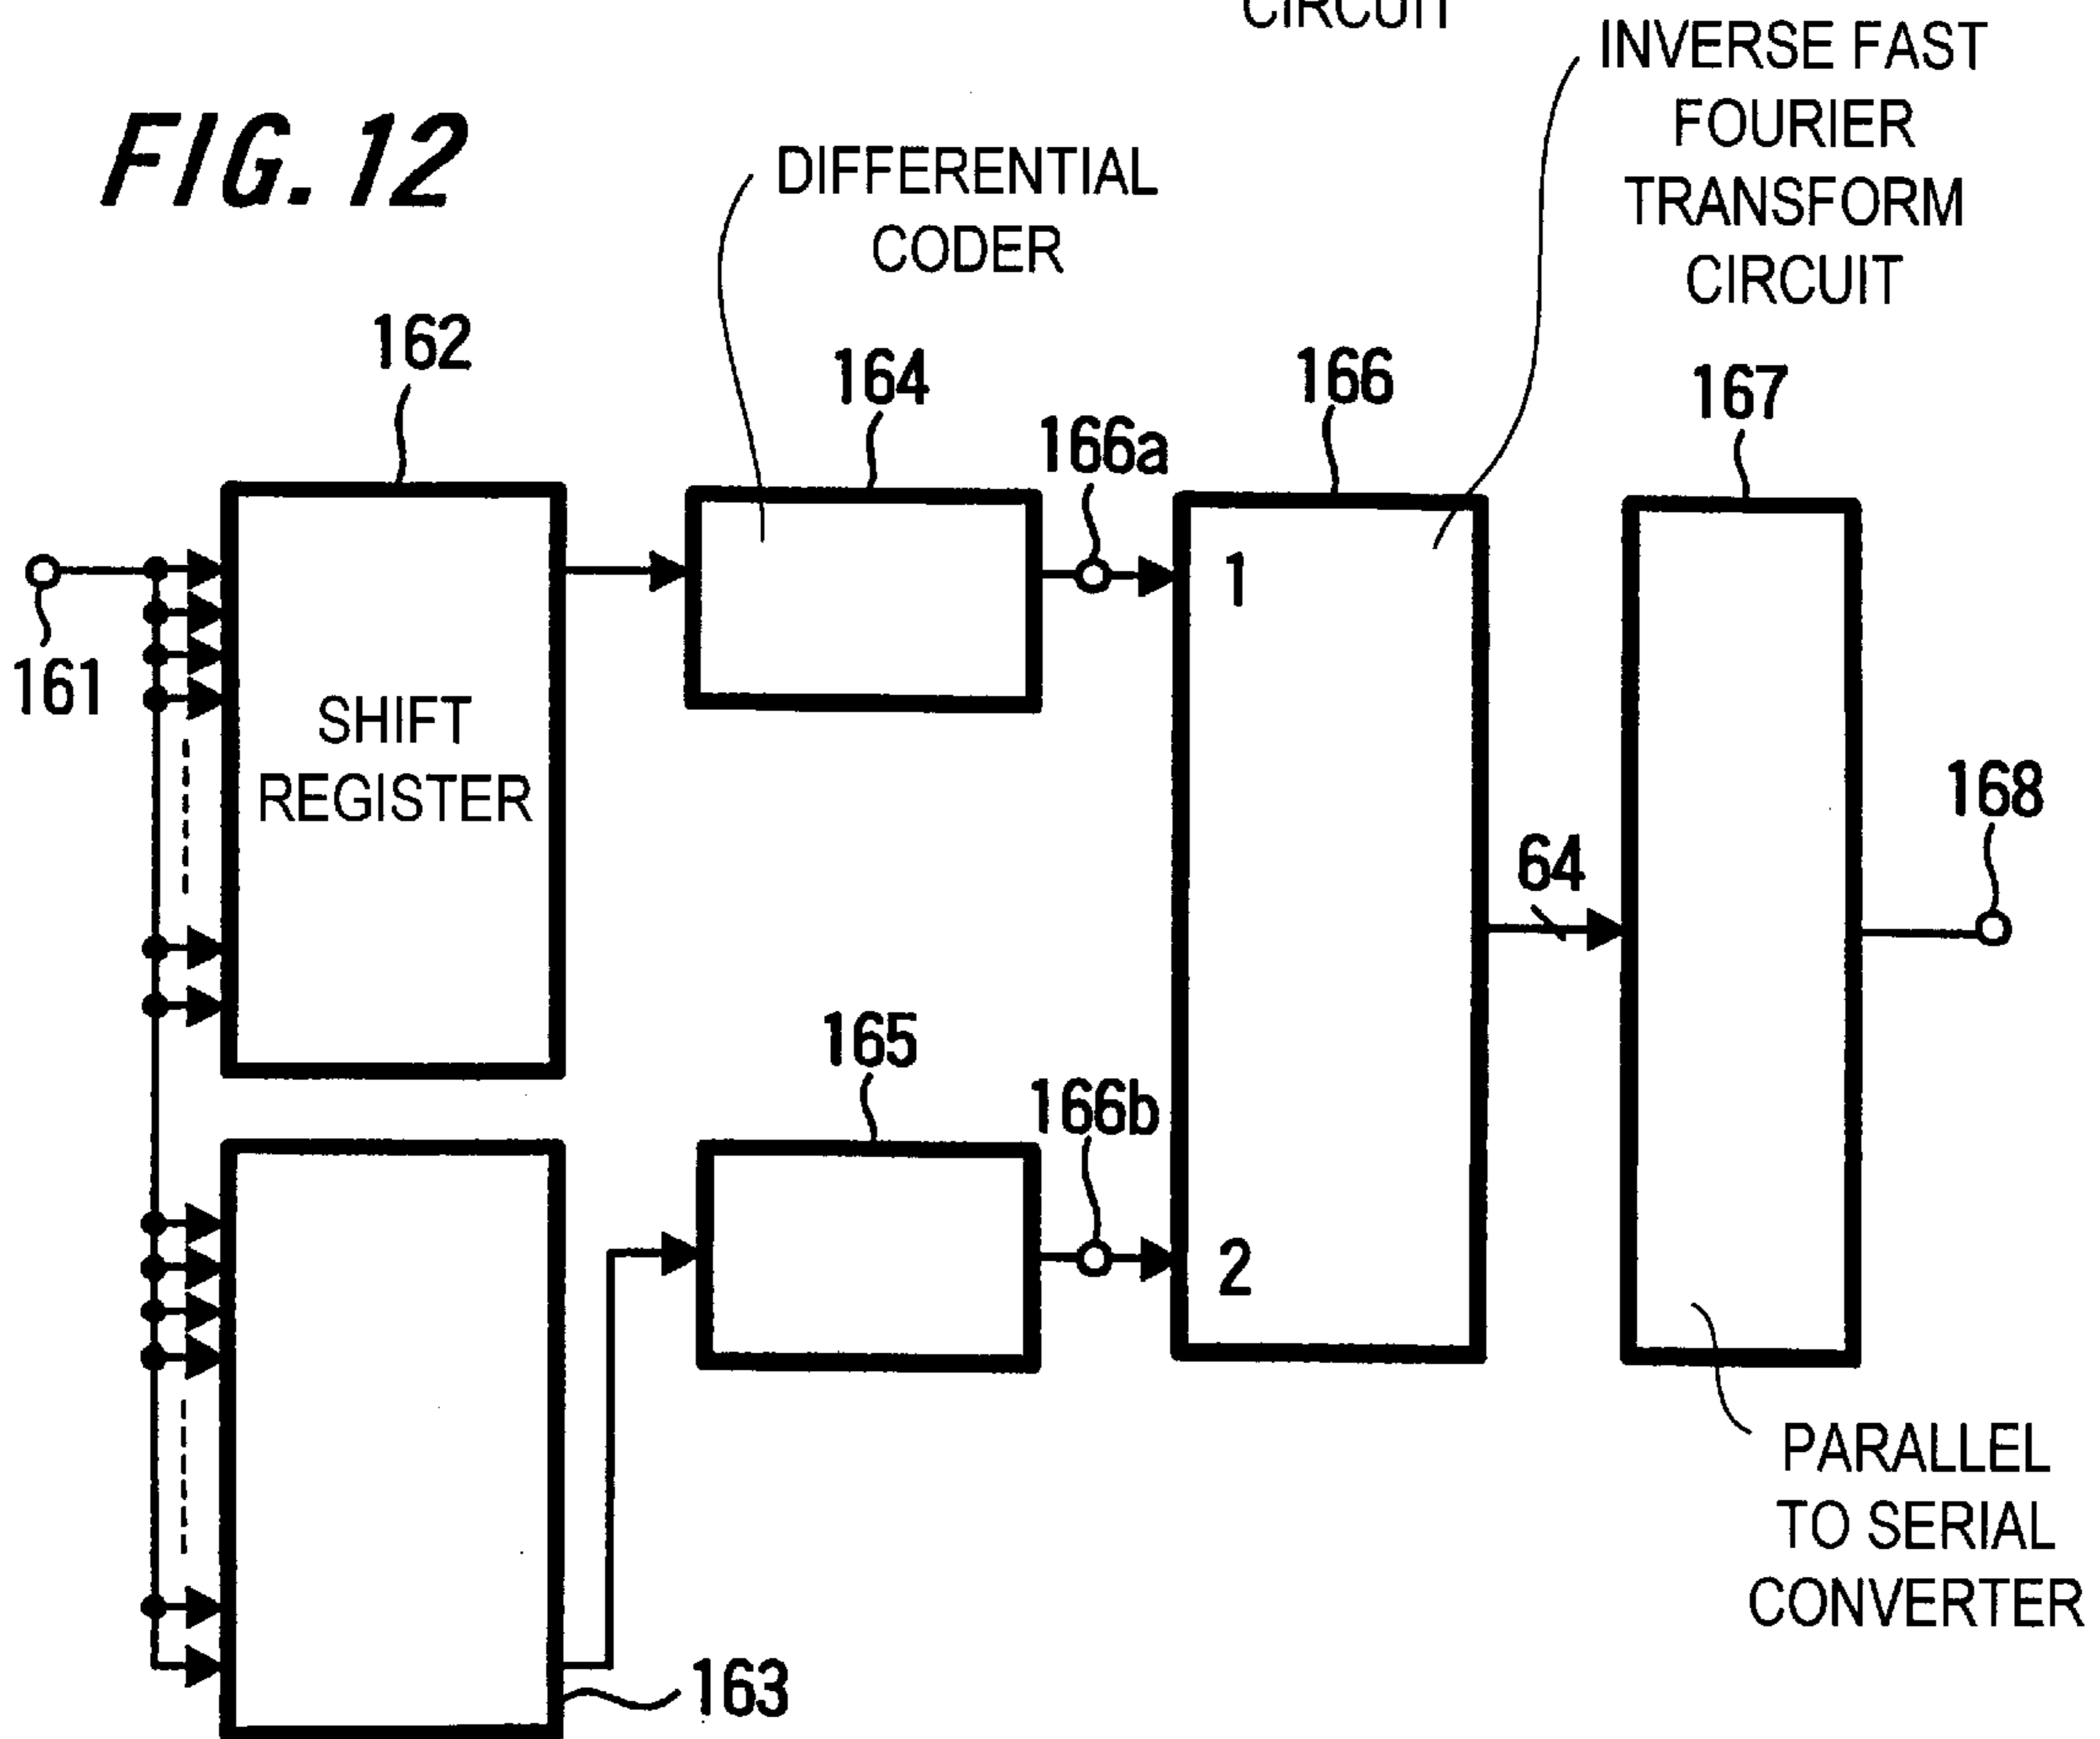 CIRCUIT
INVERSE FAST
FOURIER
TRANSFORM
CIRCUIT
FIG. 12
DIFFERENTIAL
CODER
162
164
166a
166
167
161
SHIFT
REGISTER
1
64
168
165
166b
2
163
PARALLEL
TO SERIAL
CONVERTER